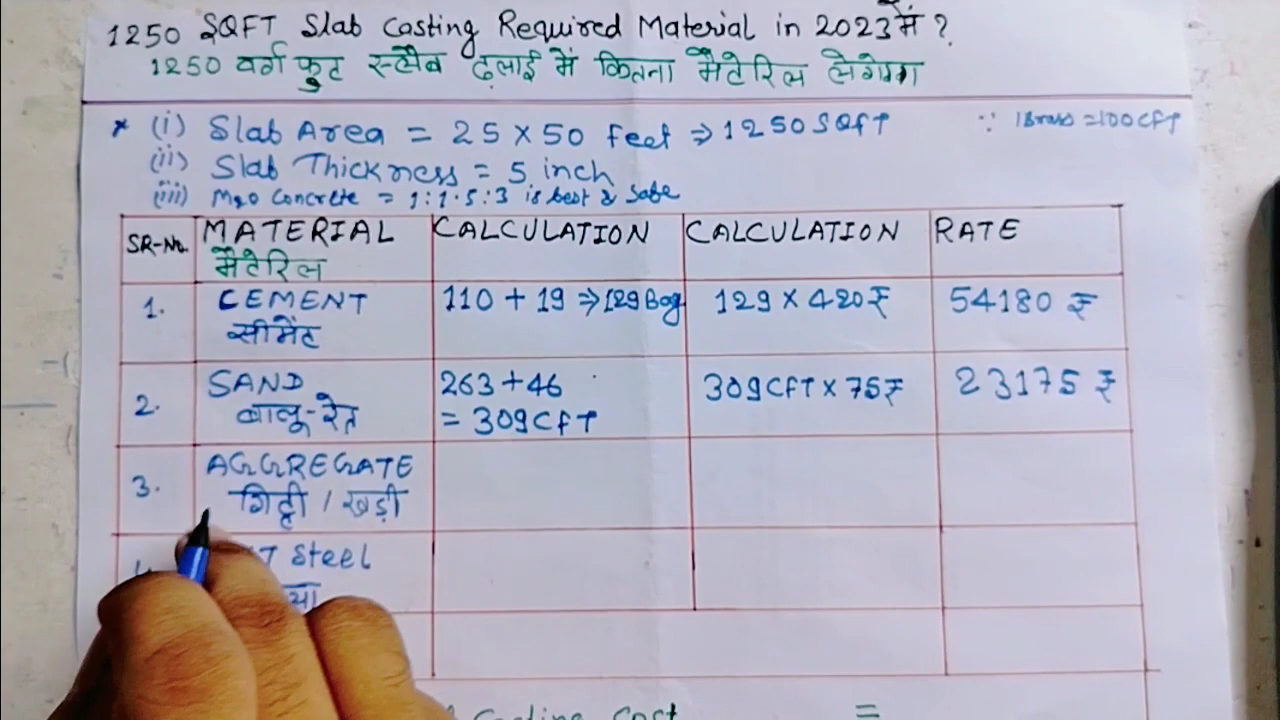 1250 SQFT Slab Casting Required Material in 2023 में ?
1250 वर्ग फुट स्लैब ढ़लाई में कितना मैटेरिल लगेगा
* (i) Slab Area = 25 × 50 feet ⇒ 1250 SQFT ∵ 1Brass = 100 CFT
(ii) Slab Thickness = 5 inch
(iii) M20 Concrete = 1:1.5:3 is best & safe
SR-No. MATERIAL CALCULATION CALCULATION RATE
मैटेरिल
1. CEMENT 110 + 19 ⇒ 129 Bag 129 × 420 ₹ 54180 ₹
सीमेंट
2. SAND 263 + 46 309 CFT × 75 ₹ 23175 ₹
बालू-रेत = 309 CFT
3. AGGREGATE
गिट्टी / खड़ी
T Steel
Casting Cost =